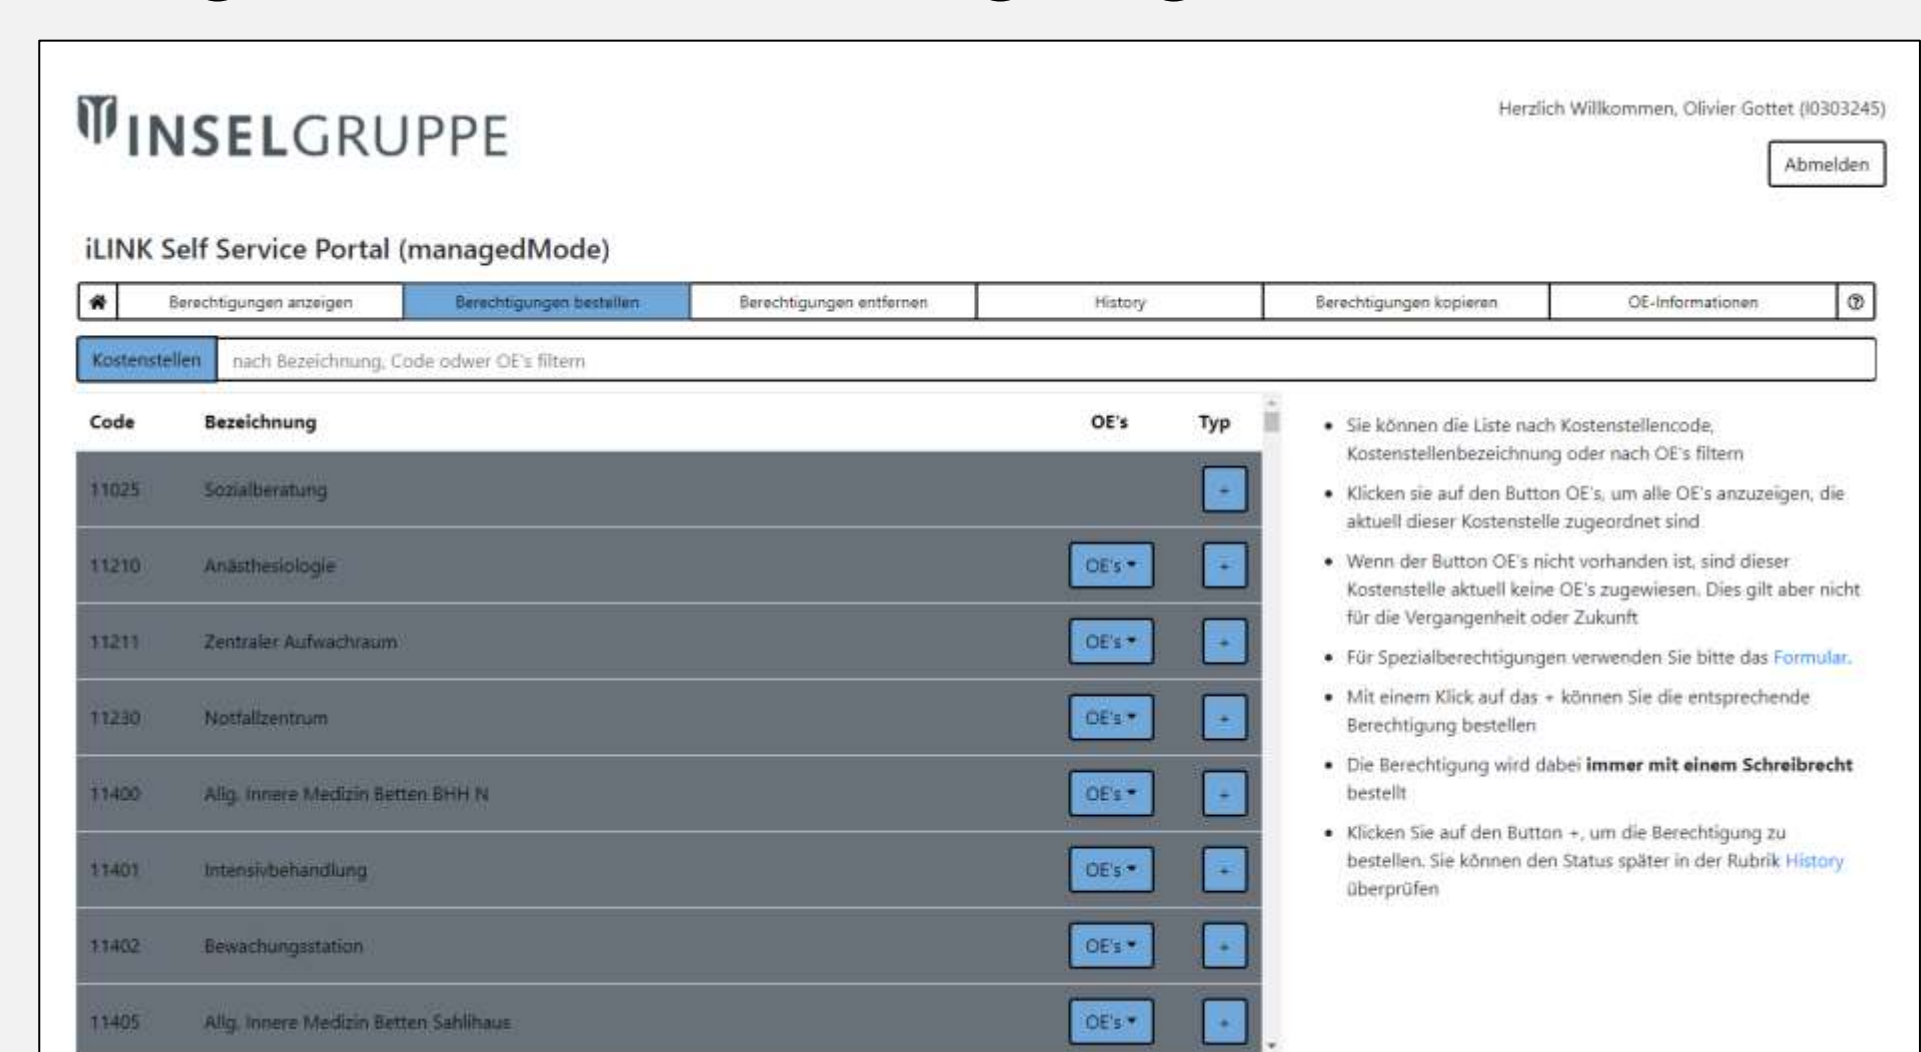 INSELGRUPPE
Herzlich Willkommen, Olivier Gottet (I0303245)
Abmelden
iLINK Self Service Portal (managedMode)
Berechtigungen anzeigen Berechtigungen bestellen Berechtigungen entfernen History Berechtigungen kopieren OE-Informationen
Kostenstellen nach Bezeichnung, Code odwer OE's filtern
Code Bezeichnung OE's Typ
11025 Sozialberatung +
11210 Anästhesiologie OE's +
11211 Zentraler Aufwachraum OE's +
11230 Notfallzentrum OE's +
11400 Allg. Innere Medizin Betten BHH N OE's +
11401 Intensivbehandlung OE's +
11402 Bewachungsstation OE's +
11405 Allg. Innere Medizin Betten Sahlihaus OE's +
• Sie können die Liste nach Kostenstellencode,
Kostenstellenbezeichnung oder nach OE's filtern
• Klicken sie auf den Button OE's, um alle OE's anzuzeigen, die
aktuell dieser Kostenstelle zugeordnet sind
• Wenn der Button OE's nicht vorhanden ist, sind dieser
Kostenstelle aktuell keine OE's zugewiesen. Dies gilt aber nicht
für die Vergangenheit oder Zukunft
• Für Spezialberechtigungen verwenden Sie bitte das Formular.
• Mit einem Klick auf das + können Sie die entsprechende
Berechtigung bestellen
• Die Berechtigung wird dabei immer mit einem Schreibrecht
bestellt
• Klicken Sie auf den Button +, um die Berechtigung zu
bestellen. Sie können den Status später in der Rubrik History
überprüfen